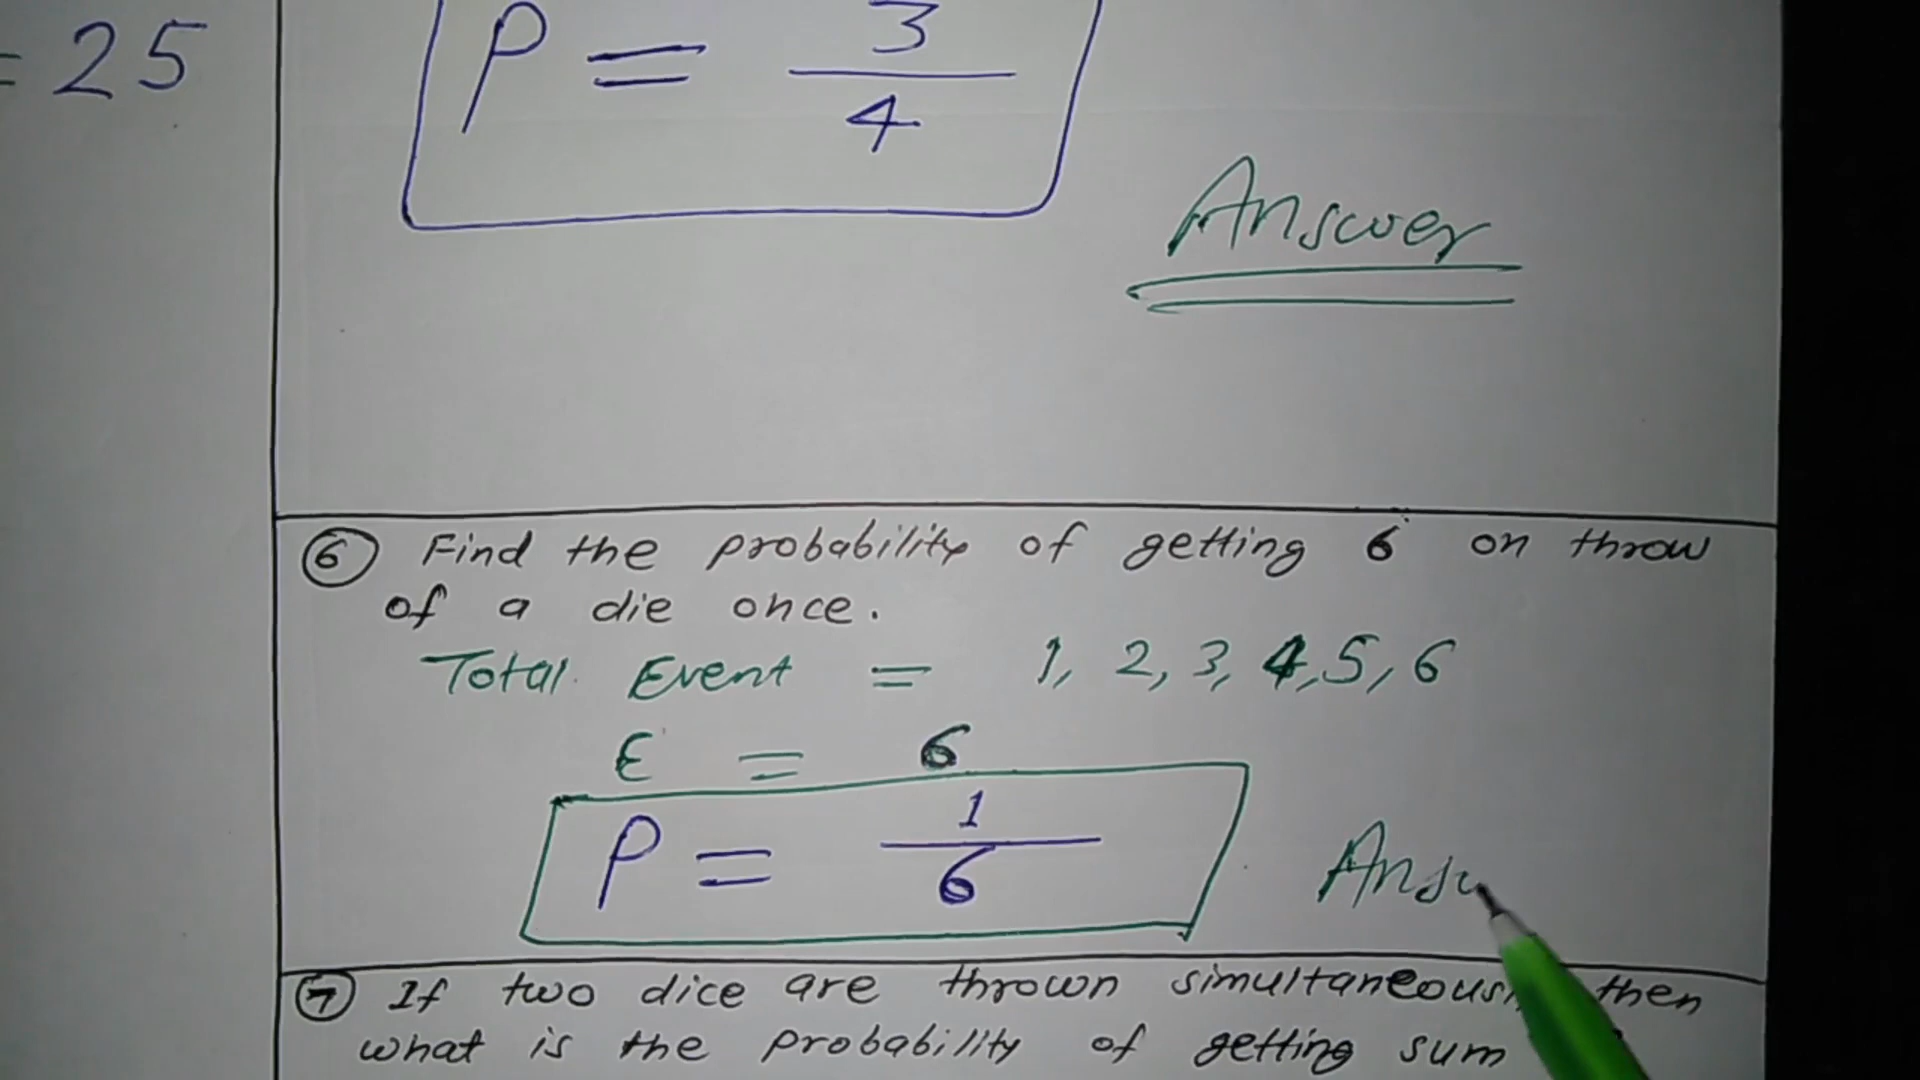 = 25
P = 3/4
Answer
6 Find the probability of getting 6 on throw
of a die once.
Total Event = 1, 2, 3, 4, 5, 6
E = 6
P = 1/6
Ans
7 If two dice are thrown then
what is the probability of getting sum